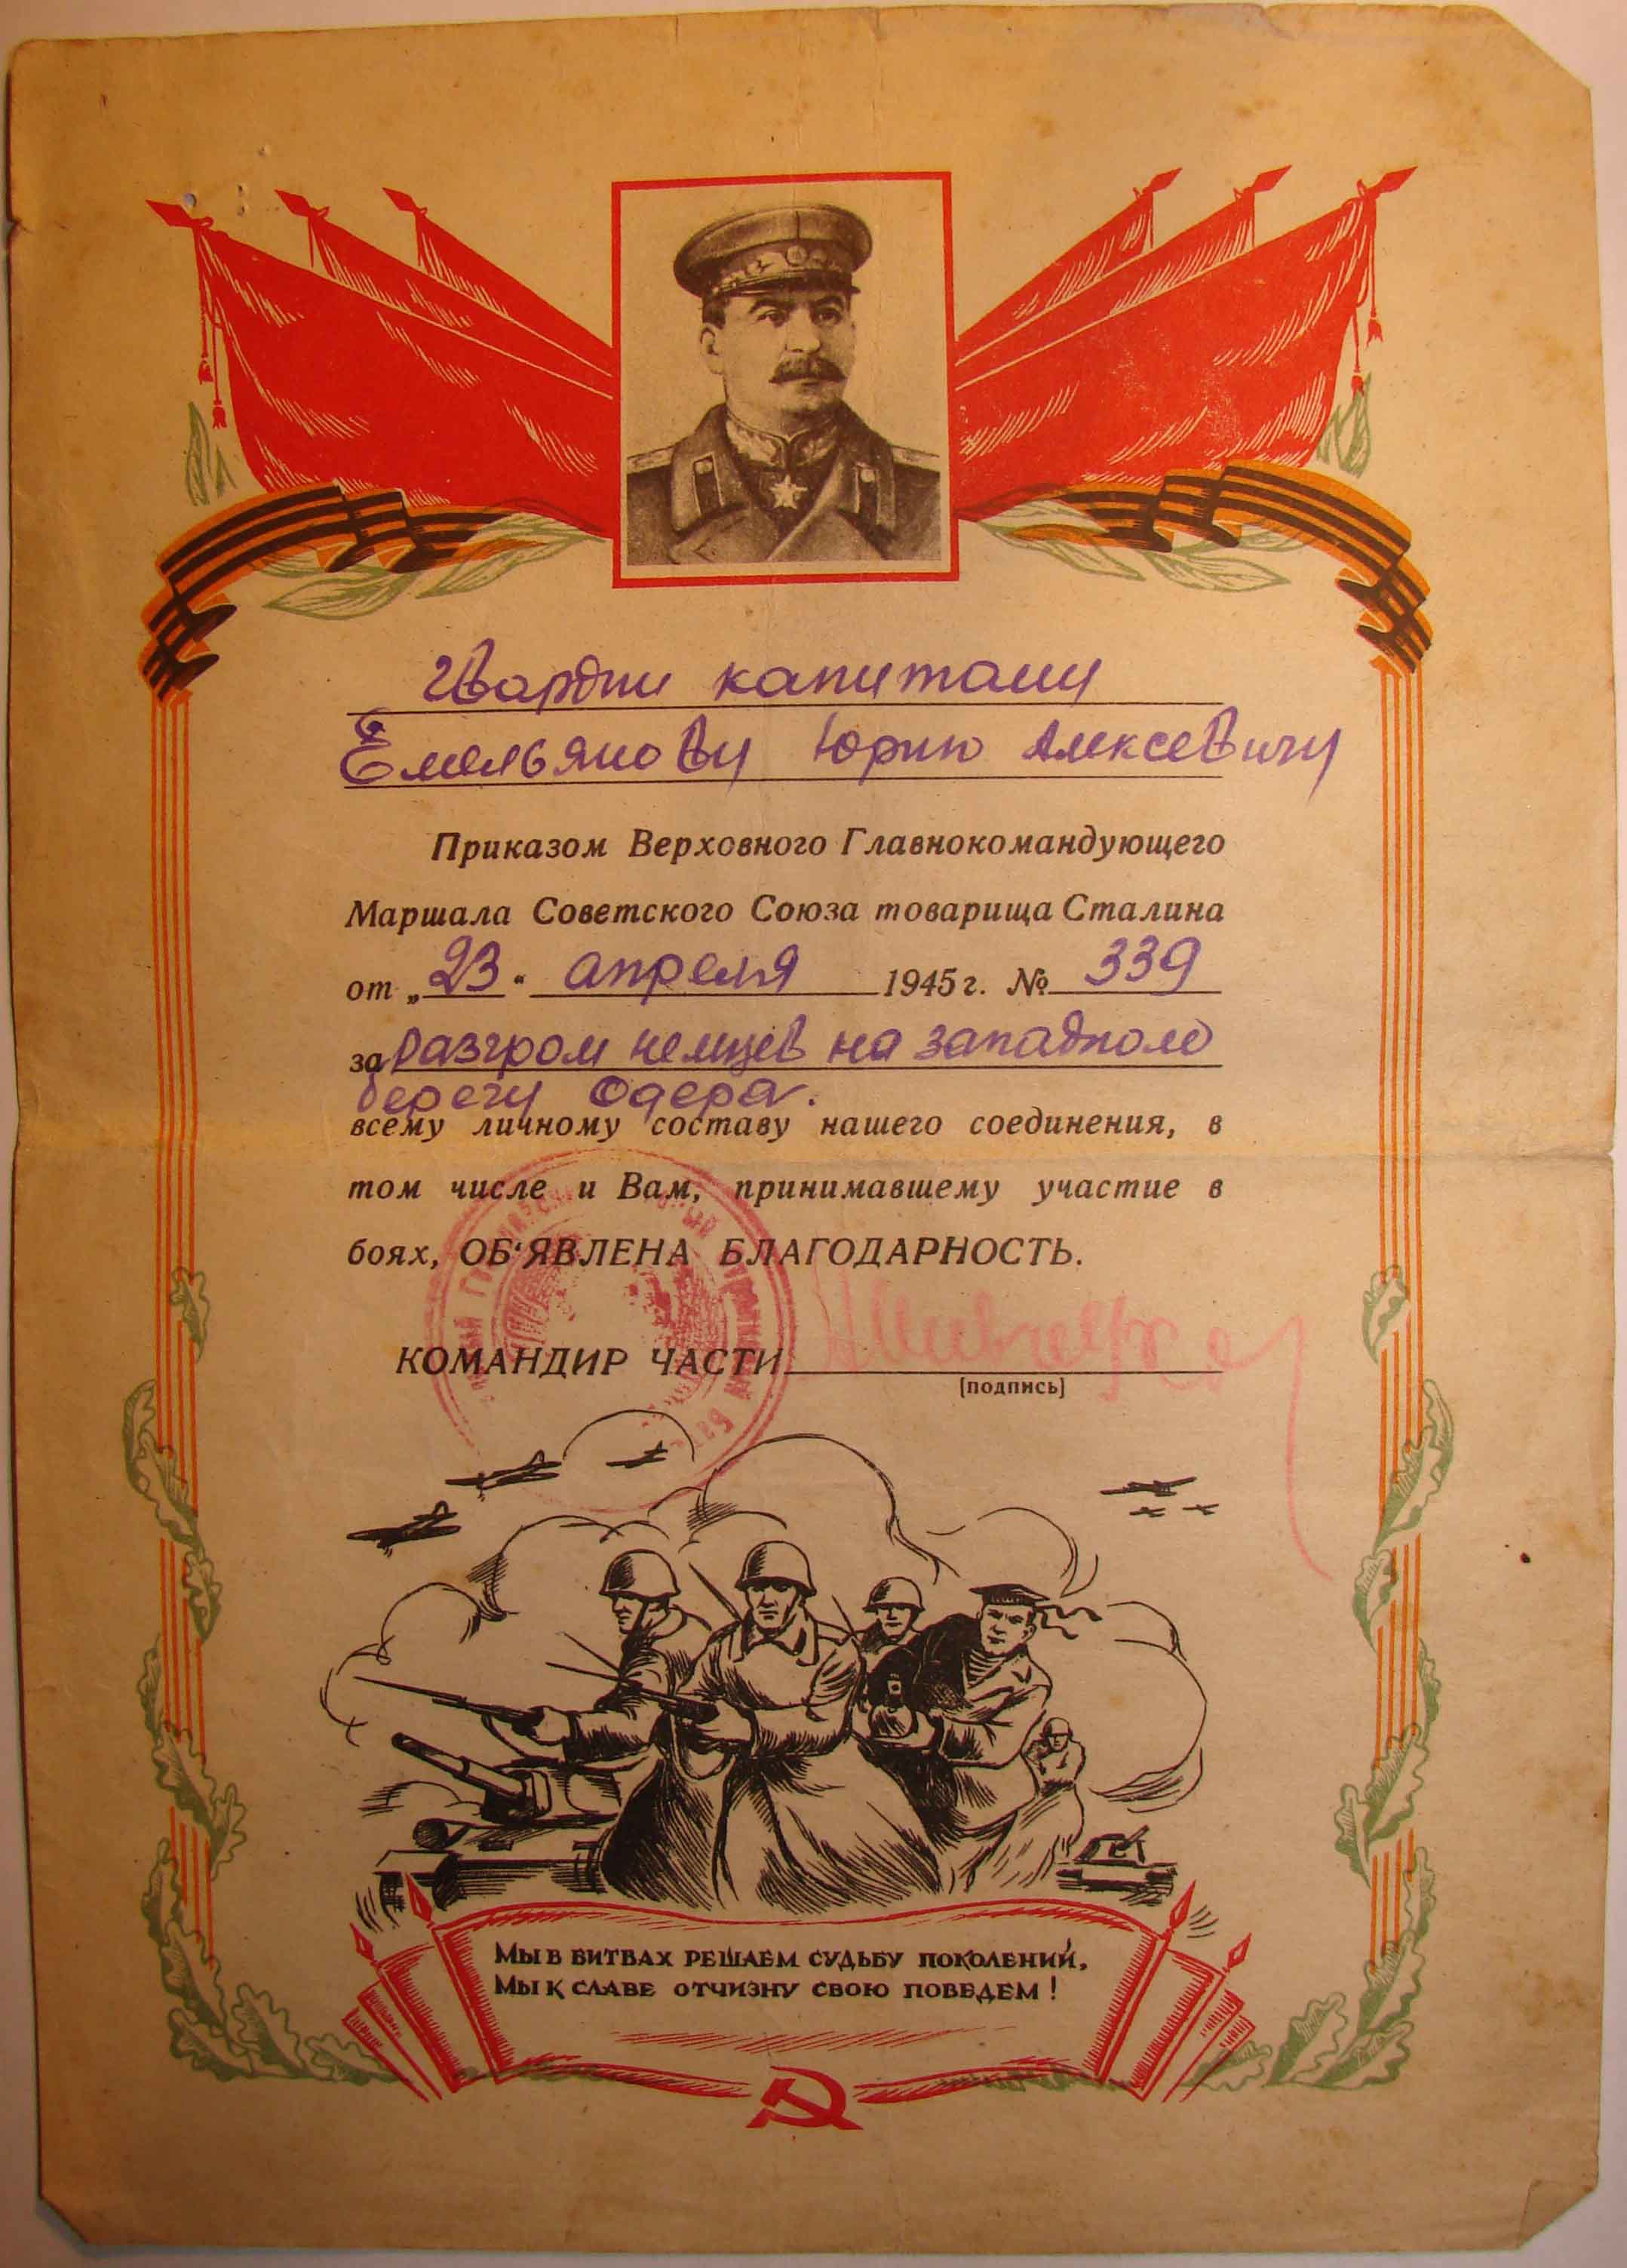 Гвардии капитану
Емельянову Юрию Алексевичу
Приказом Верховного Главнокомандующего
Маршала Советского Союза товарища Сталина
от „23“ апреля 1945 г. № 339
за разгром немцев на западном
берегу Одера.
всему личному составу нашего соединения, в
том числе и Вам, принимавшему участие в
боях, ОБ'ЯВЛЕНА БЛАГОДАРНОСТЬ.
КОМАНДИР ЧАСТИ
[подпись]
Мы в битвах решаем судьбу поколений,
Мы к славе отчизну свою поведем!